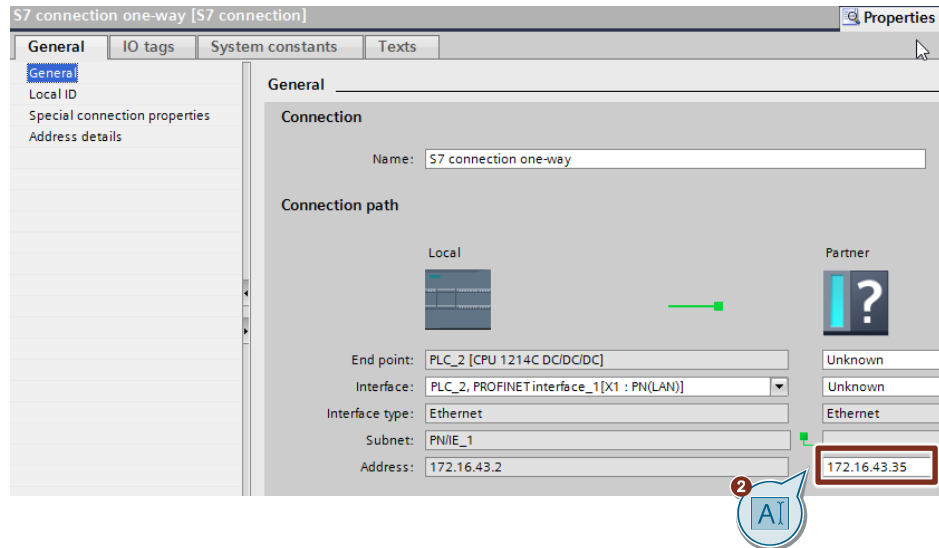 S7 connection one-way [S7 connection]
Properties
General IO tags System constants Texts
General
Local ID
Special connection properties
Address details
General
Connection
Name: S7 connection one-way
Connection path
Local Partner
?
End point: PLC_2 [CPU 1214C DC/DC/DC] Unknown
Interface: PLC_2, PROFINET interface_1[X1 : PN(LAN)] Unknown
Interface type: Ethernet Ethernet
Subnet: PN/IE_1
Address: 172.16.43.2 172.16.43.35
2
A